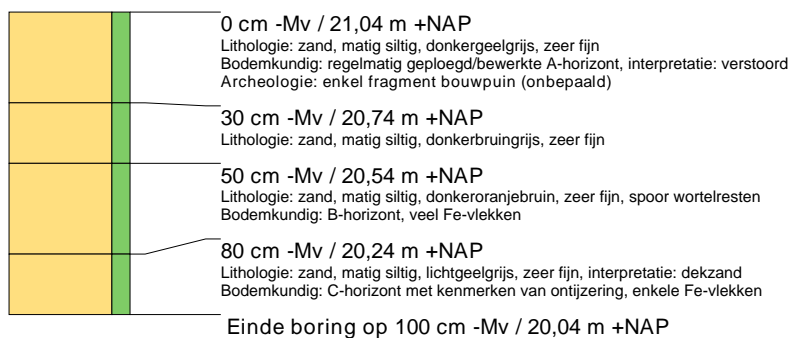 0 cm -Mv / 21,04 m +NAP
Lithologie: zand, matig siltig, donkergeelgrijs, zeer fijn
Bodemkundig: regelmatig geploegd/bewerkte A-horizont, interpretatie: verstoord
Archeologie: enkel fragment bouwpuin (onbepaald)
30 cm -Mv / 20,74 m +NAP
Lithologie: zand, matig siltig, donkerbruingrijs, zeer fijn
50 cm -Mv / 20,54 m +NAP
Lithologie: zand, matig siltig, donkeroranjebruin, zeer fijn, spoor wortelresten
Bodemkundig: B-horizont, veel Fe-vlekken
80 cm -Mv / 20,24 m +NAP
Lithologie: zand, matig siltig, lichtgeelgrijs, zeer fijn, interpretatie: dekzand
Bodemkundig: C-horizont met kenmerken van ontijzering, enkele Fe-vlekken
Einde boring op 100 cm -Mv / 20,04 m +NAP